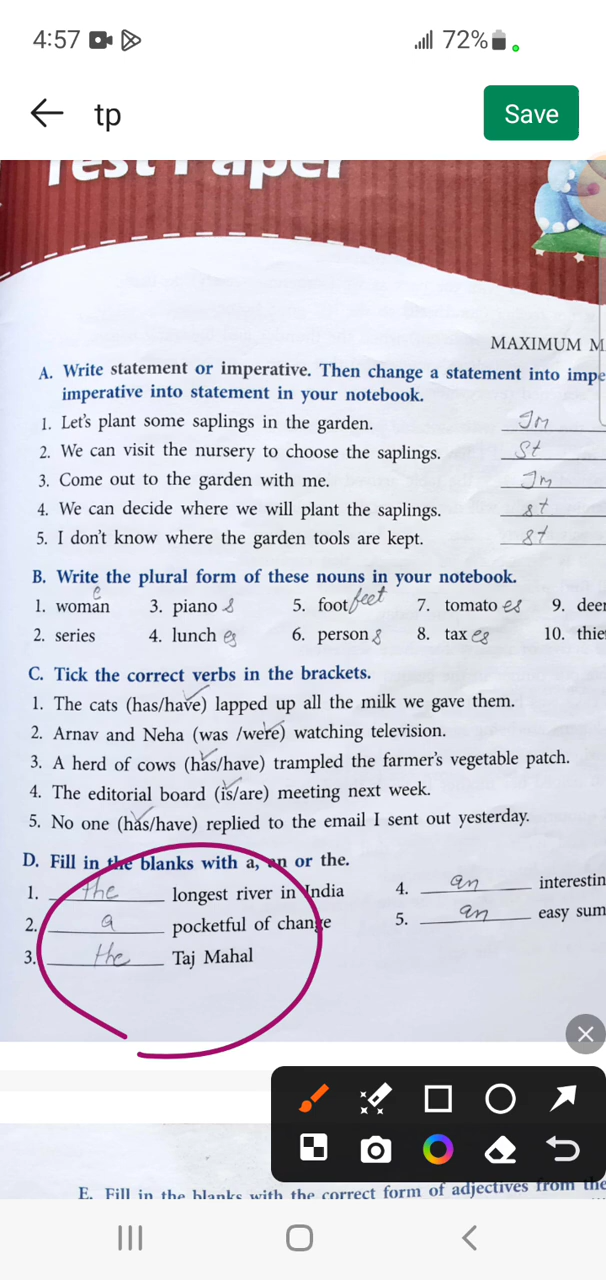 4:57 72%
tp Save
Test Paper
MAXIMUM M
A. Write statement or imperative. Then change a statement into impe
imperative into statement in your notebook.
1. Let's plant some saplings in the garden. Im
2. We can visit the nursery to choose the saplings. St
3. Come out to the garden with me. Im
4. We can decide where we will plant the saplings. st
5. I don't know where the garden tools are kept. st
B. Write the plural form of these nouns in your notebook.
1. woman e 3. piano s 5. foot feet 7. tomato es 9. deer
2. series 4. lunch es 6. person s 8. tax es 10. thie
C. Tick the correct verbs in the brackets.
1. The cats (has/have) lapped up all the milk we gave them.
2. Arnav and Neha (was /were) watching television.
3. A herd of cows (has/have) trampled the farmer's vegetable patch.
4. The editorial board (is/are) meeting next week.
5. No one (has/have) replied to the email I sent out yesterday.
D. Fill in the blanks with a, an or the.
1. the longest river in India 4. an interestin
2. a pocketful of change 5. an easy sum
3. the Taj Mahal
E. Fill in the blanks with the correct form of adjectives from the